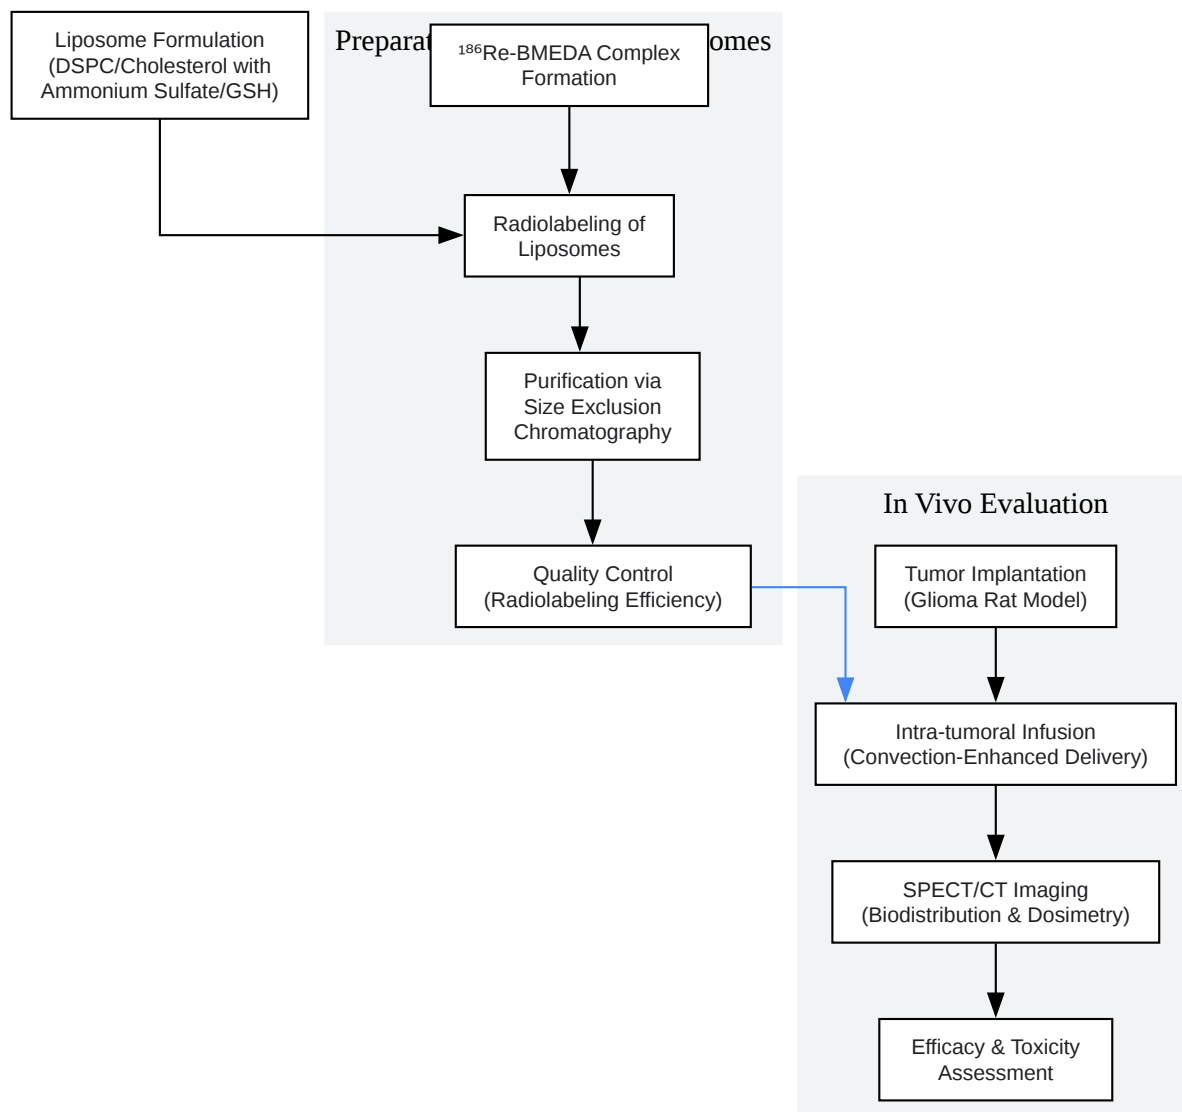 Liposome Formulation
(DSPC/Cholesterol with
Ammonium Sulfate/GSH)
¹⁸⁶Re-BMEDA Complex
Formation
Radiolabeling of
Liposomes
Purification via
Size Exclusion
Chromatography
Quality Control
(Radiolabeling Efficiency)
In Vivo Evaluation
Tumor Implantation
(Glioma Rat Model)
Intra-tumoral Infusion
(Convection-Enhanced Delivery)
SPECT/CT Imaging
(Biodistribution & Dosimetry)
Efficacy & Toxicity
Assessment